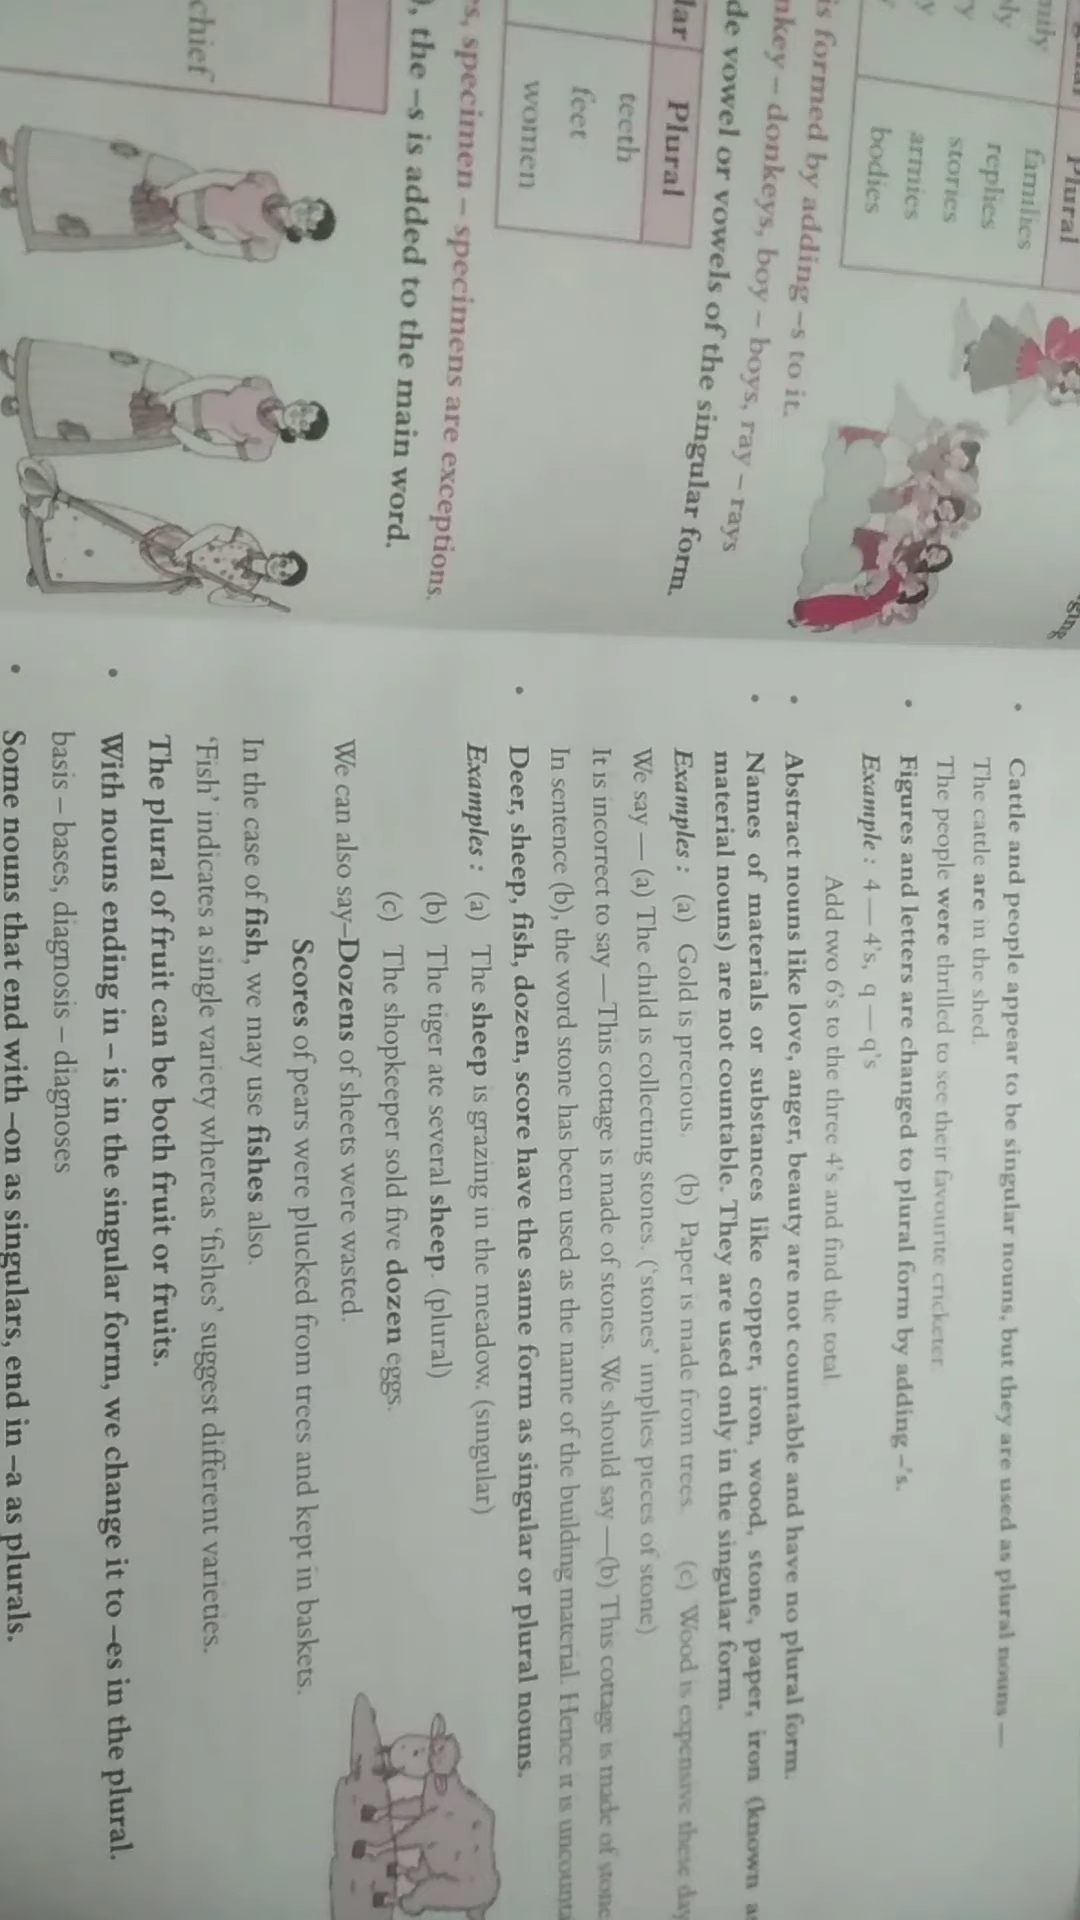 Plural
families
replies
stories
armies
bodies
is formed by adding –s to it.
donkeys, boy – boys, ray – rays
vowel or vowels of the singular form.
Plural
teeth
feet
women
specimen – specimens are exceptions.
the –s is added to the main word.
chief
• Cattle and people appear to be singular nouns, but they are used as plural nouns —
The cattle are in the shed.
The people were thrilled to see their favourite cricketer.
• Figures and letters are changed to plural form by adding –'s.
Example : 4 — 4's, q — q's
Add two 6's to the three 4's and find the total.
• Abstract nouns like love, anger, beauty are not countable and have no plural form.
• Names of materials or substances like copper, iron, wood, stone, paper, iron (known as
material nouns) are not countable. They are used only in the singular form.
Examples : (a) Gold is precious. (b) Paper is made from trees. (c) Wood is expensive these
We say — (a) The child is collecting stones. ('stones' implies pieces of stone)
It is incorrect to say —This cottage is made of stones. We should say —(b) This cottage is made of stone
In sentence (b), the word stone has been used as the name of the building material. Hence it is
• Deer, sheep, fish, dozen, score have the same form as singular or plural nouns.
Examples : (a) The sheep is grazing in the meadow. (singular)
(b) The tiger ate several sheep. (plural)
(c) The shopkeeper sold five dozen eggs.
We can also say–Dozens of sheets were wasted.
Scores of pears were plucked from trees and kept in baskets.
In the case of fish, we may use fishes also.
'Fish' indicates a single variety whereas 'fishes' suggest different varieties.
The plural of fruit can be both fruit or fruits.
• With nouns ending in – is in the singular form, we change it to –es in the plural.
basis – bases, diagnosis – diagnoses
• Some nouns that end with –on as singulars, end in –a as plurals.